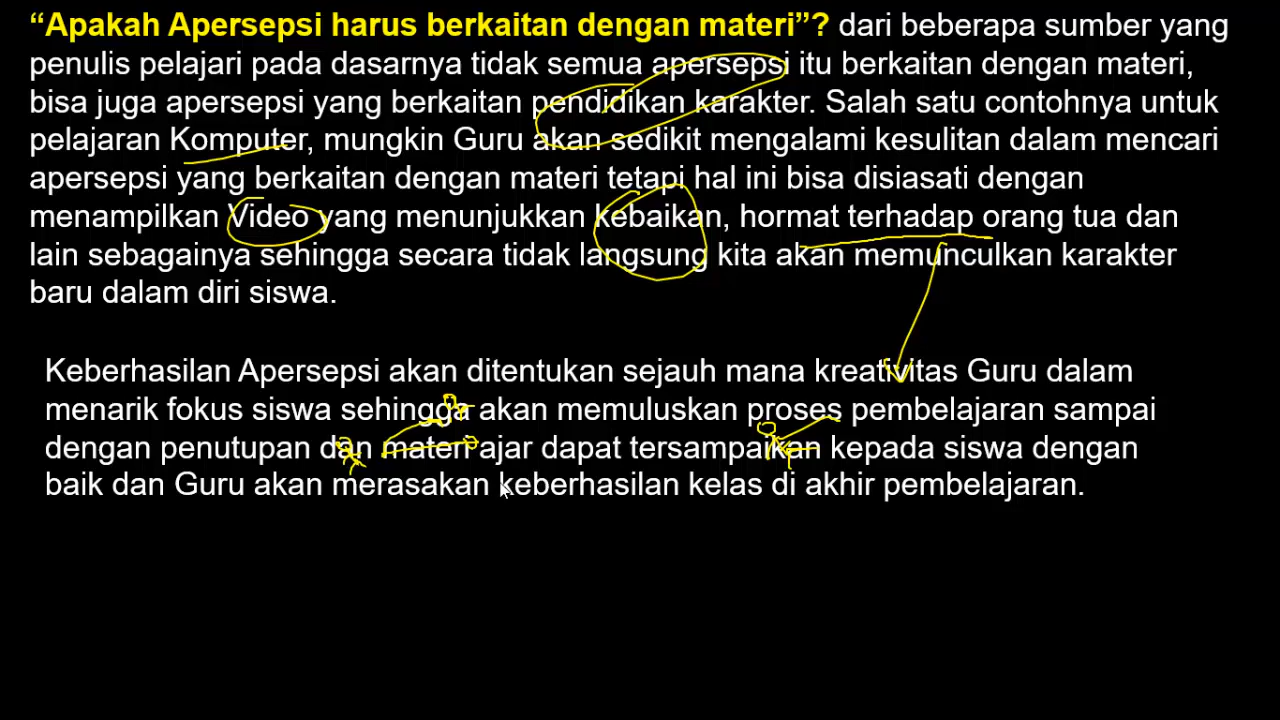 “Apakah Apersepsi harus berkaitan dengan materi”? dari beberapa sumber yang
penulis pelajari pada dasarnya tidak semua apersepsi itu berkaitan dengan materi,
bisa juga apersepsi yang berkaitan pendidikan karakter. Salah satu contohnya untuk
pelajaran Komputer, mungkin Guru akan sedikit mengalami kesulitan dalam mencari
apersepsi yang berkaitan dengan materi tetapi hal ini bisa disiasati dengan
menampilkan Video yang menunjukkan kebaikan, hormat terhadap orang tua dan
lain sebagainya sehingga secara tidak langsung kita akan memunculkan karakter
baru dalam diri siswa.
Keberhasilan Apersepsi akan ditentukan sejauh mana kreativitas Guru dalam
menarik fokus siswa sehingga akan memuluskan proses pembelajaran sampai
dengan penutupan dan materi ajar dapat tersampaikan kepada siswa dengan
baik dan Guru akan merasakan keberhasilan kelas di akhir pembelajaran.